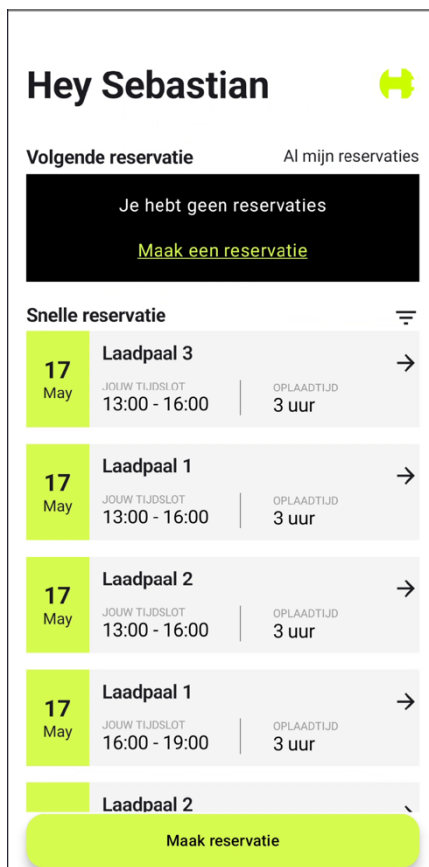 Hey Sebastian
Volgende reservatie
Al mijn reservaties
Je hebt geen reservaties
Maak een reservatie
Snelle reservatie
17
May
Laadpaal 3
JOUW TIJDSLOT
13:00 - 16:00
OPLAADTIJD
3 uur
17
May
Laadpaal 1
JOUW TIJDSLOT
13:00 - 16:00
OPLAADTIJD
3 uur
17
May
Laadpaal 2
JOUW TIJDSLOT
13:00 - 16:00
OPLAADTIJD
3 uur
17
May
Laadpaal 1
JOUW TIJDSLOT
16:00 - 19:00
OPLAADTIJD
3 uur
Laadpaal 2
Maak reservatie